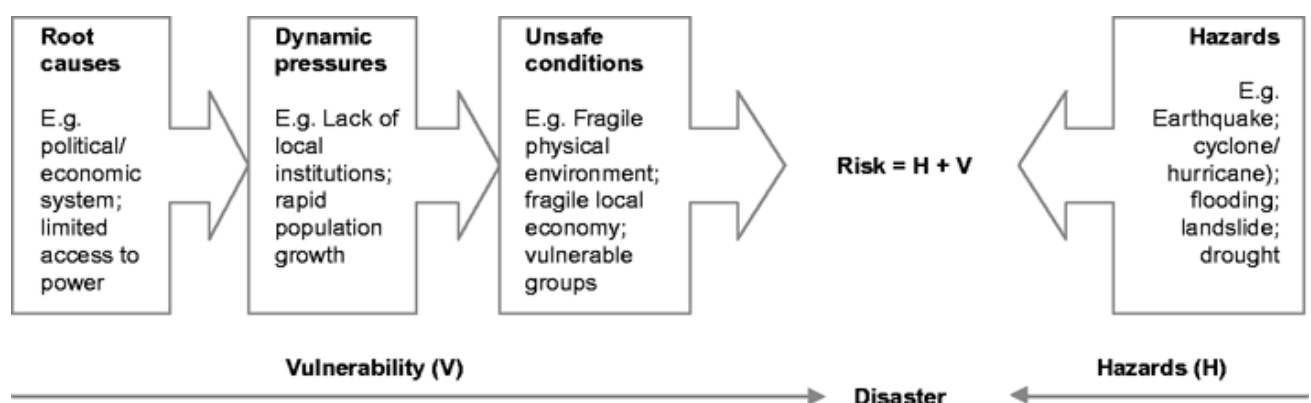 Root
causes
E.g.
political/
economic
system;
limited
access to
power
Dynamic
pressures
E.g. Lack of
local
institutions;
rapid
population
growth
Unsafe
conditions
E.g. Fragile
physical
environment;
fragile local
economy;
vulnerable
groups
Risk = H + V
Hazards
E.g.
Earthquake;
cyclone/
hurricane);
flooding;
landslide;
drought
Vulnerability (V)
Hazards (H)
Disaster